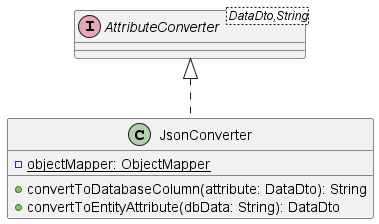 DataDto,String
I AttributeConverter
C JsonConverter
objectMapper: ObjectMapper
convertToDatabaseColumn(attribute: DataDto): String
convertToEntityAttribute(dbData: String): DataDto